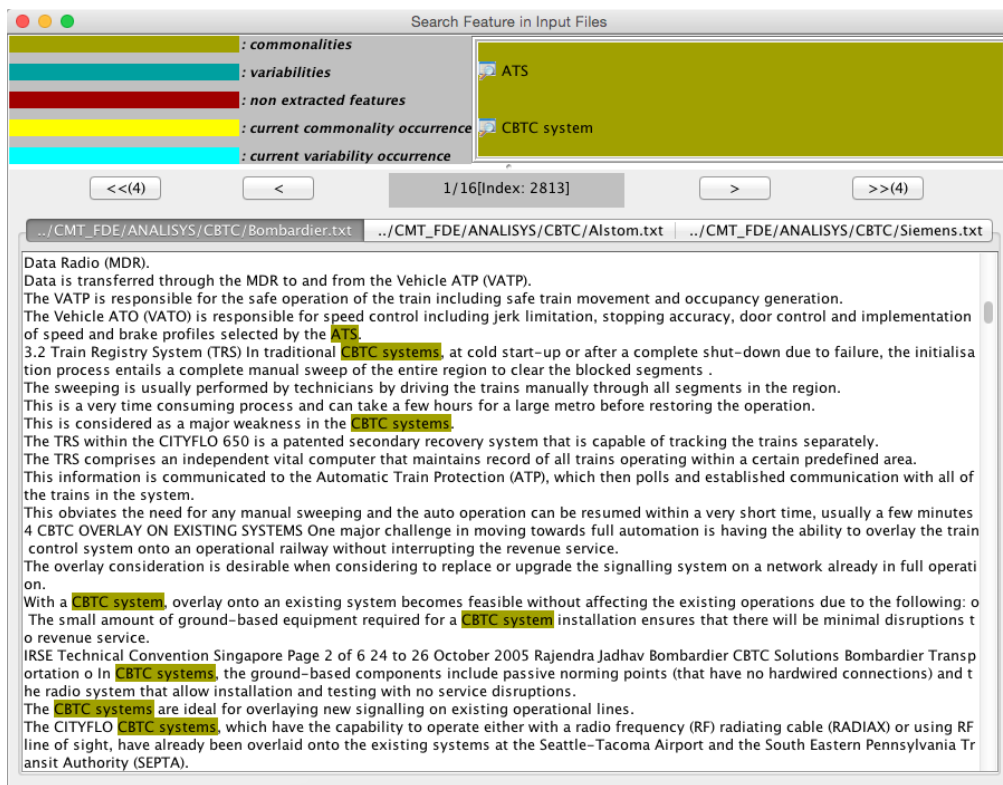 Search Feature in Input Files
: commonalities
: variabilities
: non extracted features
: current commonality occurrence
: current variability occurrence
ATS
CBTC system
<<(4)
<
1/16[Index: 2813]
>
>>(4)
../CMT_FDE/ANALISYS/CBTC/Bombardier.txt
../CMT_FDE/ANALISYS/CBTC/Alstom.txt
../CMT_FDE/ANALISYS/CBTC/Siemens.txt
Data Radio (MDR).
Data is transferred through the MDR to and from the Vehicle ATP (VATP).
The VATP is responsible for the safe operation of the train including safe train movement and occupancy generation.
The Vehicle ATO (VATO) is responsible for speed control including jerk limitation, stopping accuracy, door control and implementation
of speed and brake profiles selected by the ATS.
3.2 Train Registry System (TRS) In traditional CBTC systems, at cold start-up or after a complete shut-down due to failure, the initialisa
tion process entails a complete manual sweep of the entire region to clear the blocked segments .
The sweeping is usually performed by technicians by driving the trains manually through all segments in the region.
This is a very time consuming process and can take a few hours for a large metro before restoring the operation.
This is considered as a major weakness in the CBTC systems.
The TRS within the CITYFLO 650 is a patented secondary recovery system that is capable of tracking the trains separately.
The TRS comprises an independent vital computer that maintains record of all trains operating within a certain predefined area.
This information is communicated to the Automatic Train Protection (ATP), which then polls and established communication with all of
the trains in the system.
This obviates the need for any manual sweeping and the auto operation can be resumed within a very short time, usually a few minutes
4 CBTC OVERLAY ON EXISTING SYSTEMS One major challenge in moving towards full automation is having the ability to overlay the train
control system onto an operational railway without interrupting the revenue service.
The overlay consideration is desirable when considering to replace or upgrade the signalling system on a network already in full operati
on.
With a CBTC system, overlay onto an existing system becomes feasible without affecting the existing operations due to the following: o
The small amount of ground-based equipment required for a CBTC system installation ensures that there will be minimal disruptions t
o revenue service.
IRSE Technical Convention Singapore Page 2 of 6 24 to 26 October 2005 Rajendra Jadhav Bombardier CBTC Solutions Bombardier Transp
ortation o In CBTC systems, the ground-based components include passive norming points (that have no hardwired connections) and t
he radio system that allow installation and testing with no service disruptions.
The CBTC systems are ideal for overlaying new signalling on existing operational lines.
The CITYFLO CBTC systems, which have the capability to operate either with a radio frequency (RF) radiating cable (RADIAX) or using RF
line of sight, have already been overlaid onto the existing systems at the Seattle-Tacoma Airport and the South Eastern Pennsylvania Tr
ansit Authority (SEPTA).